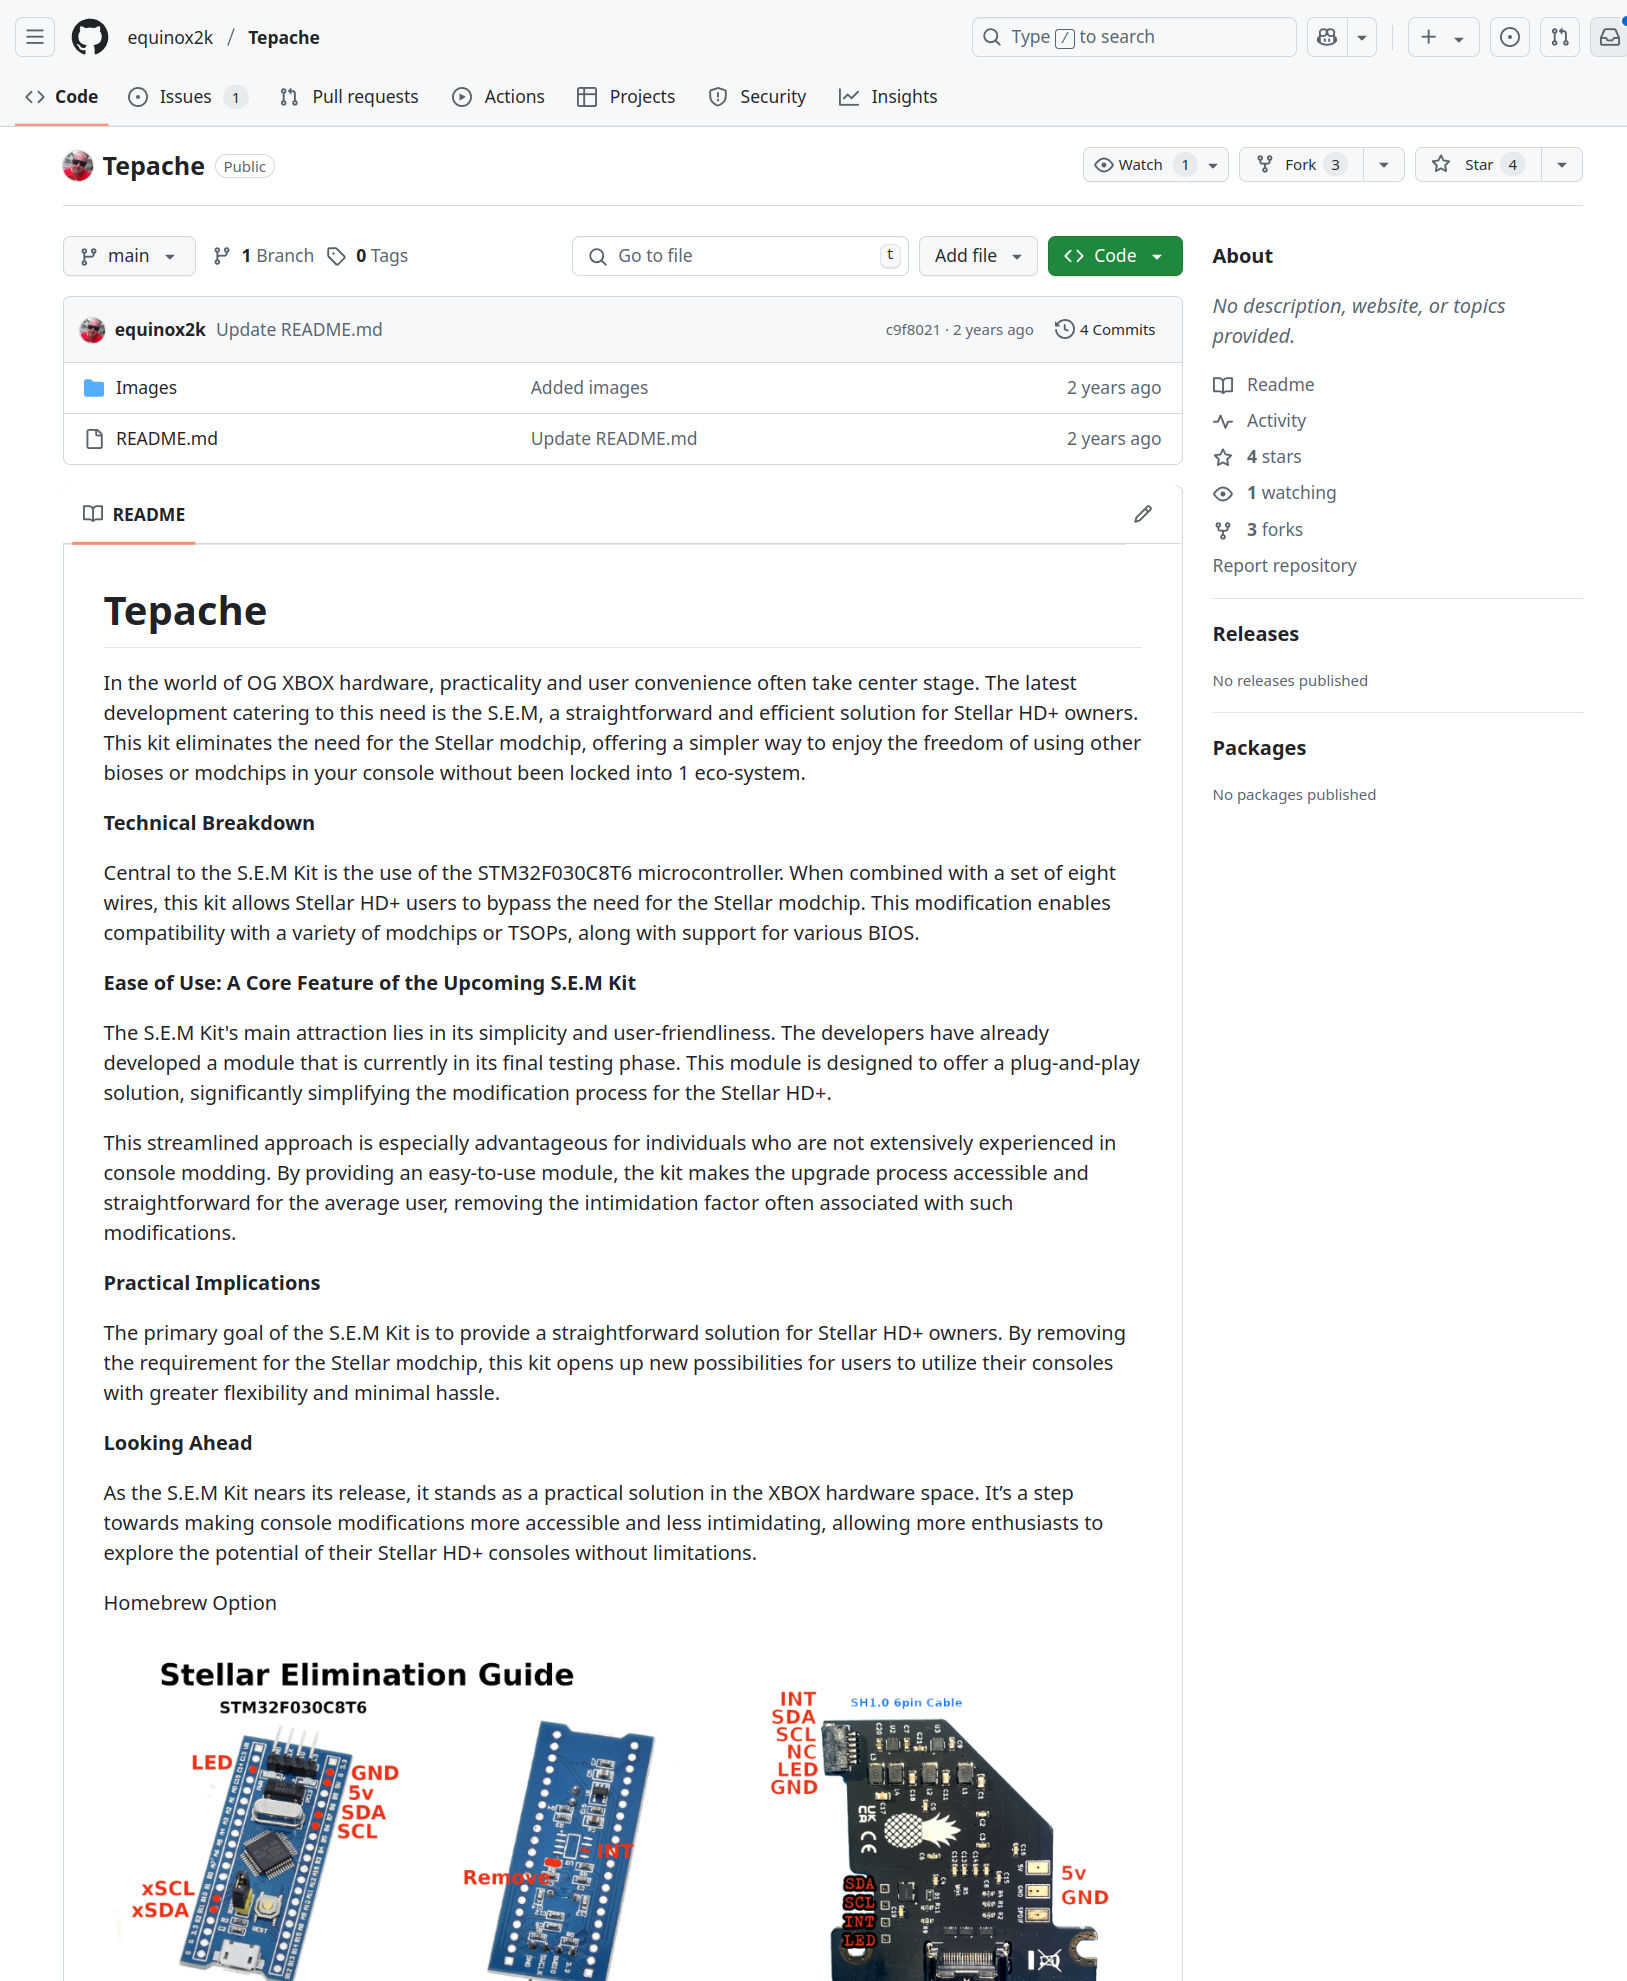 equinox2k / Tepache
Type / to search
Code
Issues 1
Pull requests
Actions
Projects
Security
Insights
Tepache Public
Watch 1
Fork 3
Star 4
main
1 Branch
0 Tags
Go to file t
Add file
Code
equinox2k Update README.md
c9f8021 · 2 years ago
4 Commits
Images Added images 2 years ago
README.md Update README.md 2 years ago
README
Tepache
In the world of OG XBOX hardware, practicality and user convenience often take center stage. The latest
development catering to this need is the S.E.M, a straightforward and efficient solution for Stellar HD+ owners.
This kit eliminates the need for the Stellar modchip, offering a simpler way to enjoy the freedom of using other
bioses or modchips in your console without been locked into 1 eco-system.
Technical Breakdown
Central to the S.E.M Kit is the use of the STM32F030C8T6 microcontroller. When combined with a set of eight
wires, this kit allows Stellar HD+ users to bypass the need for the Stellar modchip. This modification enables
compatibility with a variety of modchips or TSOPs, along with support for various BIOS.
Ease of Use: A Core Feature of the Upcoming S.E.M Kit
The S.E.M Kit's main attraction lies in its simplicity and user-friendliness. The developers have already
developed a module that is currently in its final testing phase. This module is designed to offer a plug-and-play
solution, significantly simplifying the modification process for the Stellar HD+.
This streamlined approach is especially advantageous for individuals who are not extensively experienced in
console modding. By providing an easy-to-use module, the kit makes the upgrade process accessible and
straightforward for the average user, removing the intimidation factor often associated with such
modifications.
Practical Implications
The primary goal of the S.E.M Kit is to provide a straightforward solution for Stellar HD+ owners. By removing
the requirement for the Stellar modchip, this kit opens up new possibilities for users to utilize their consoles
with greater flexibility and minimal hassle.
Looking Ahead
As the S.E.M Kit nears its release, it stands as a practical solution in the XBOX hardware space. It’s a step
towards making console modifications more accessible and less intimidating, allowing more enthusiasts to
explore the potential of their Stellar HD+ consoles without limitations.
Homebrew Option
Stellar Elimination Guide
STM32F030C8T6
LED
GND
5v
SDA
SCL
xSCL
xSDA
Remove
INT
INT
SDA
SCL
NC
LED
GND
SH1.0 6pin Cable
UK
CA
CE
SDA
SCL
INT
LED
5v
GND
About
No description, website, or topics
provided.
Readme
Activity
4 stars
1 watching
3 forks
Report repository
Releases
No releases published
Packages
No packages published